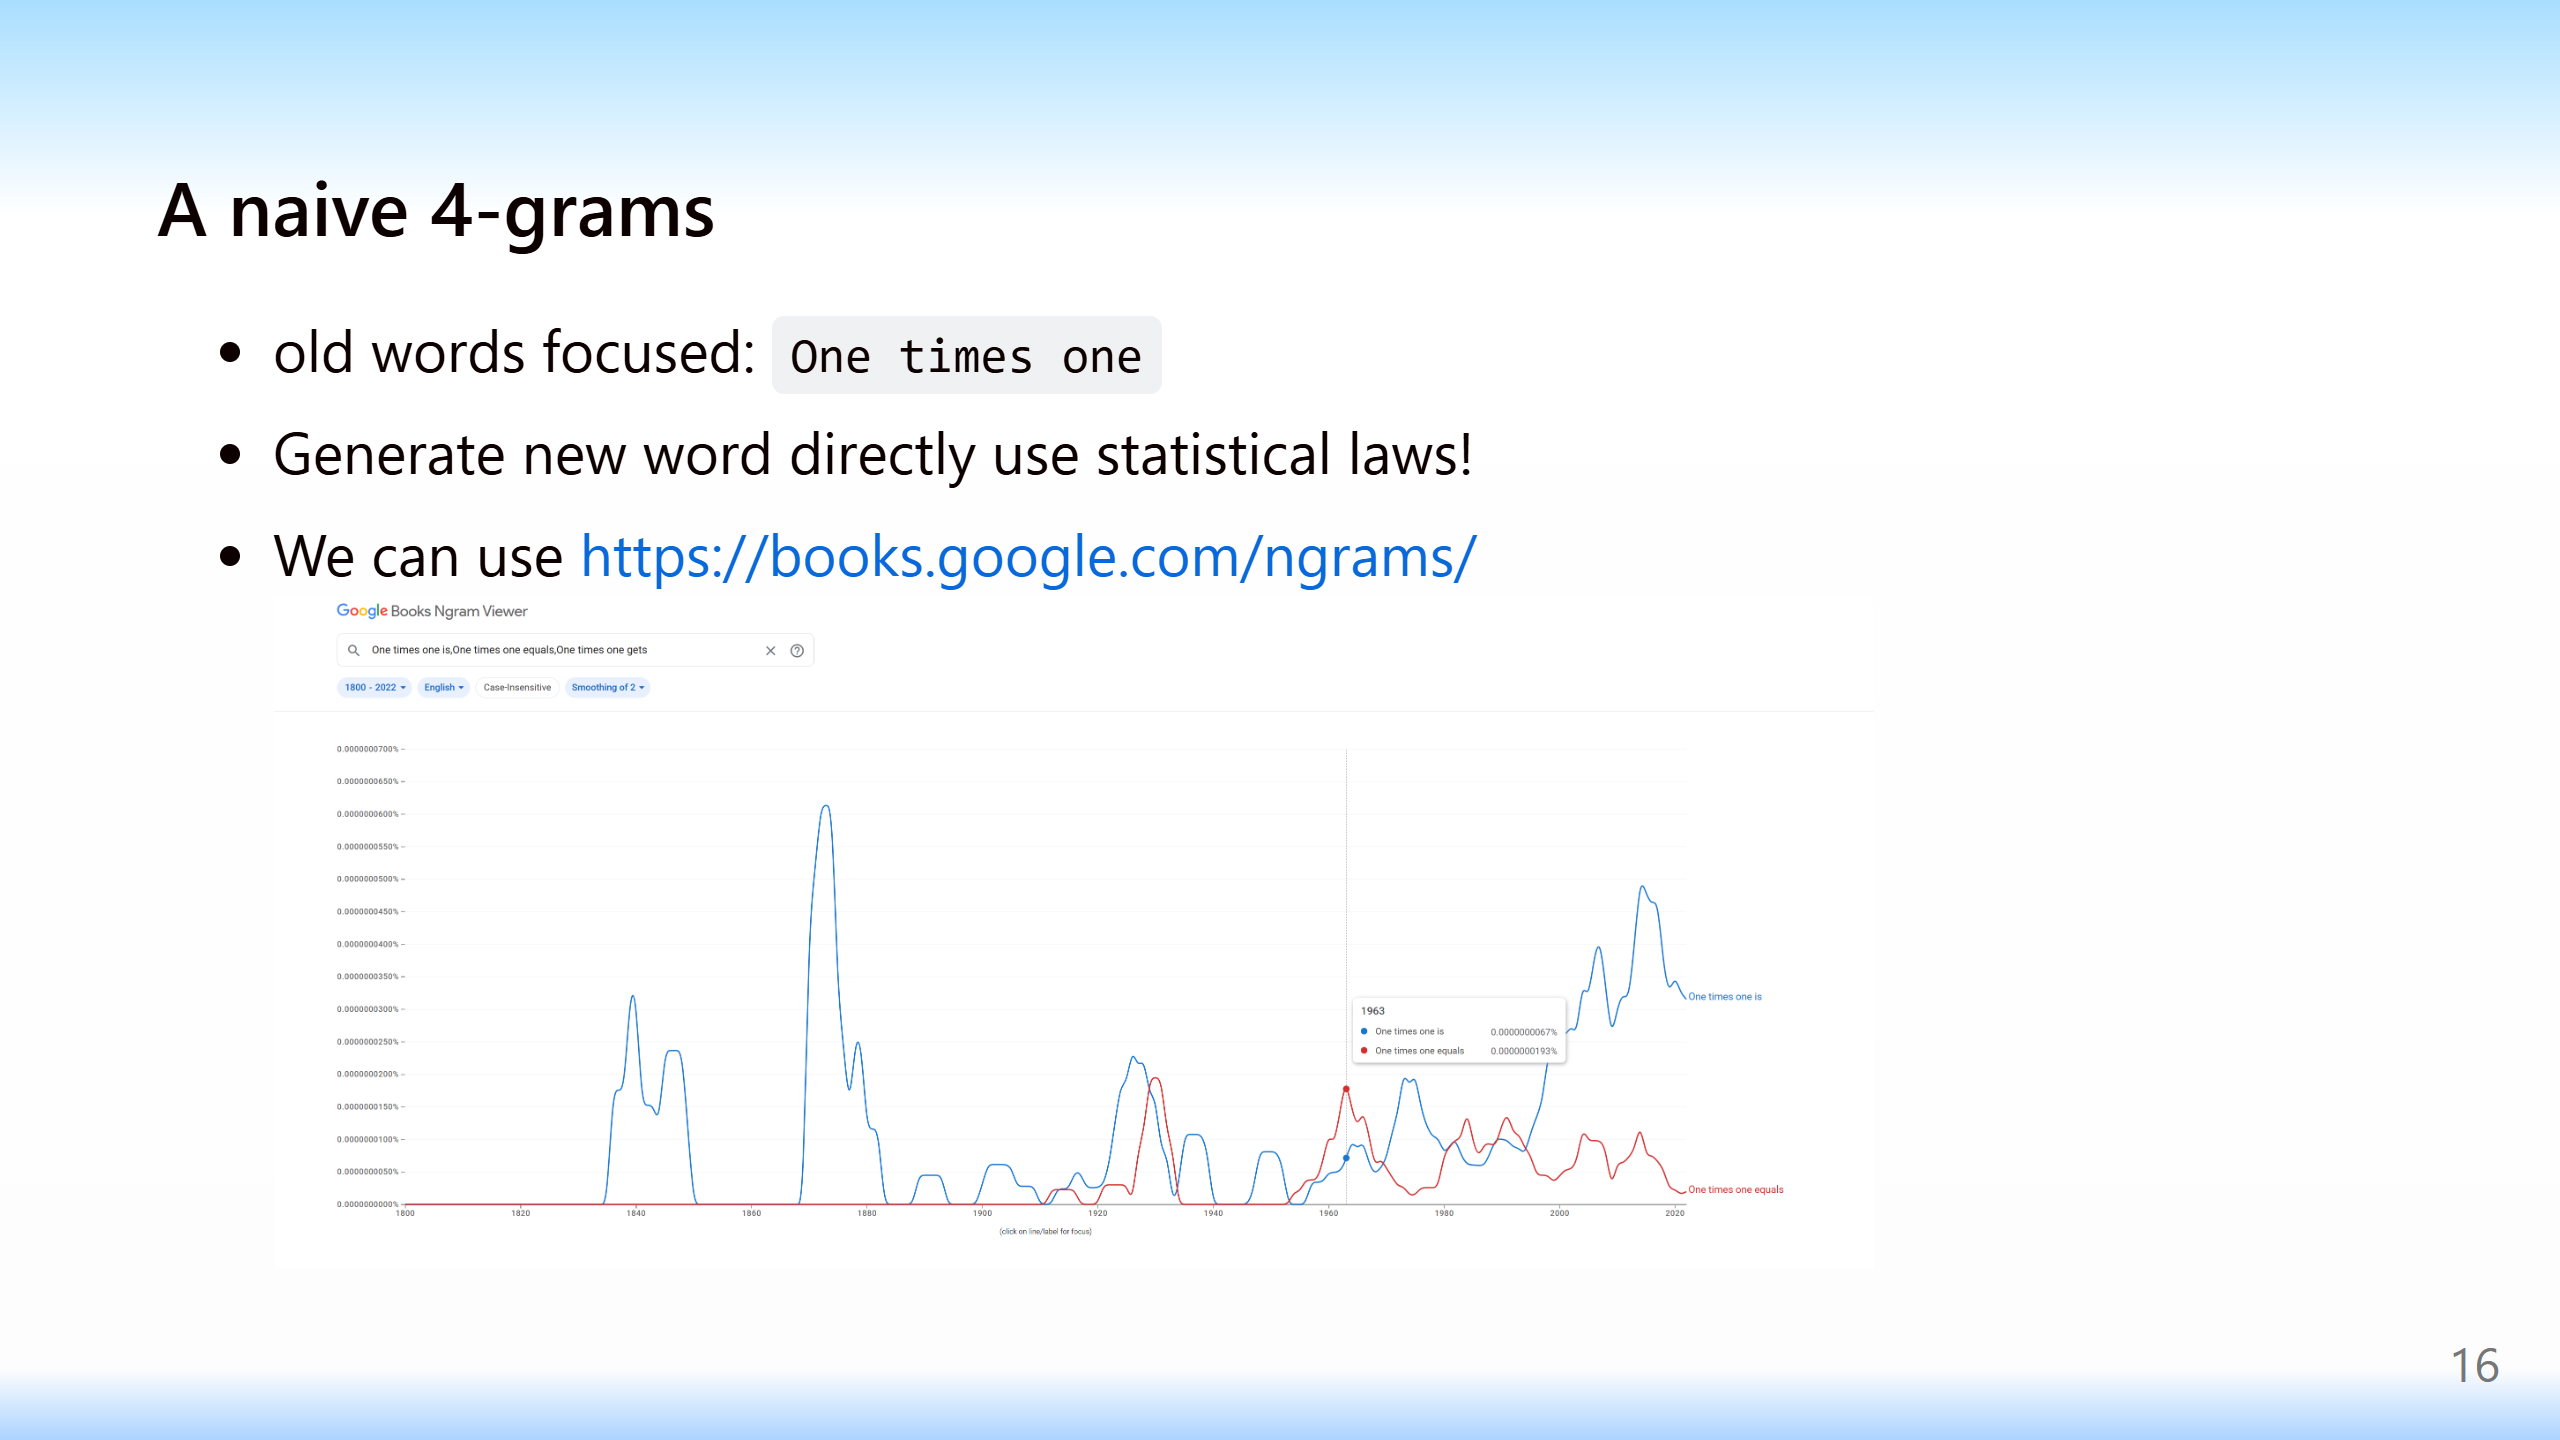 A naive 4-grams
old words focused: One times one
Generate new word directly use statistical laws!
We can use https://books.google.com/ngrams/
Google Books Ngram Viewer
One times one is,One times one equals,One times one gets
1800 - 2022 English Case-Insensitive Smoothing of 2
0.0000000700%
0.0000000650%
0.0000000600%
0.0000000550%
0.0000000500%
0.0000000450%
0.0000000400%
0.0000000350%
0.0000000300%
0.0000000250%
0.0000000200%
0.0000000150%
0.0000000100%
0.0000000050%
0.0000000000%
One times one is
1963
One times one is 0.0000000067%
One times one equals 0.0000000193%
One times one equals
1800 1820 1840 1860 1880 1900 1920 1940 1960 1980 2000 2020
(click on line/label for focus)
16